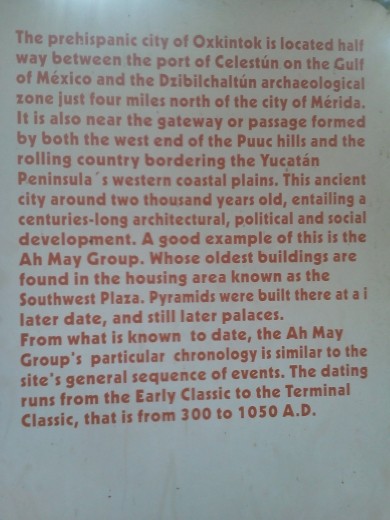 The prehispanic city of Oxkintok is located half
way between the port of Celestún on the Gulf
of México and the Dzibilchaltún archaeological
zone just four miles north of the city of Mérida.
It is also near the gateway or passage formed
by both the west end of the Puuc hills and the
rolling country bordering the Yucatán
Peninsula´s western coastal plains. This ancient
city around two thousand years old, entailing a
centuries-long architectural, political and social
development. A good example of this is the
Ah May Group. Whose oldest buildings are
found in the housing area known as the
Southwest Plaza. Pyramids were built there at a i
later date, and still later palaces.
From what is known to date, the Ah May
Group's particular chronology is similar to the
site's general sequence of events. The dating
runs from the Early Classic to the Terminal
Classic, that is from 300 to 1050 A.D.